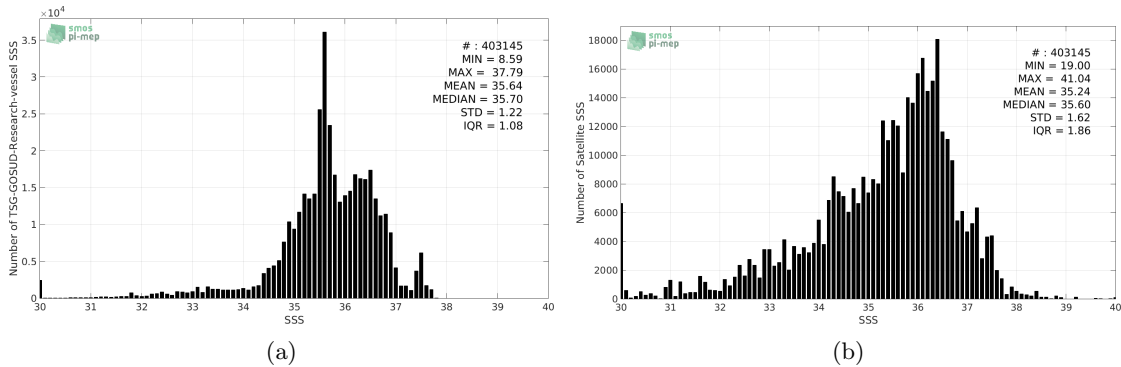 ×10⁴
smos
pi-mep
# : 403145
MIN = 8.59
MAX = 37.79
MEAN = 35.64
MEDIAN = 35.70
STD = 1.22
IQR = 1.08
Number of TSG-GOSUD-Research-vessel SSS
3.5
3
2.5
2
1.5
1
0.5
0
30 31 32 33 34 35 36 37 38 39 40
SSS
(a)
smos
pi-mep
# : 403145
MIN = 19.00
MAX = 41.04
MEAN = 35.24
MEDIAN = 35.60
STD = 1.62
IQR = 1.86
Number of Satellite SSS
18000
16000
14000
12000
10000
8000
6000
4000
2000
0
30 31 32 33 34 35 36 37 38 39 40
SSS
(b)